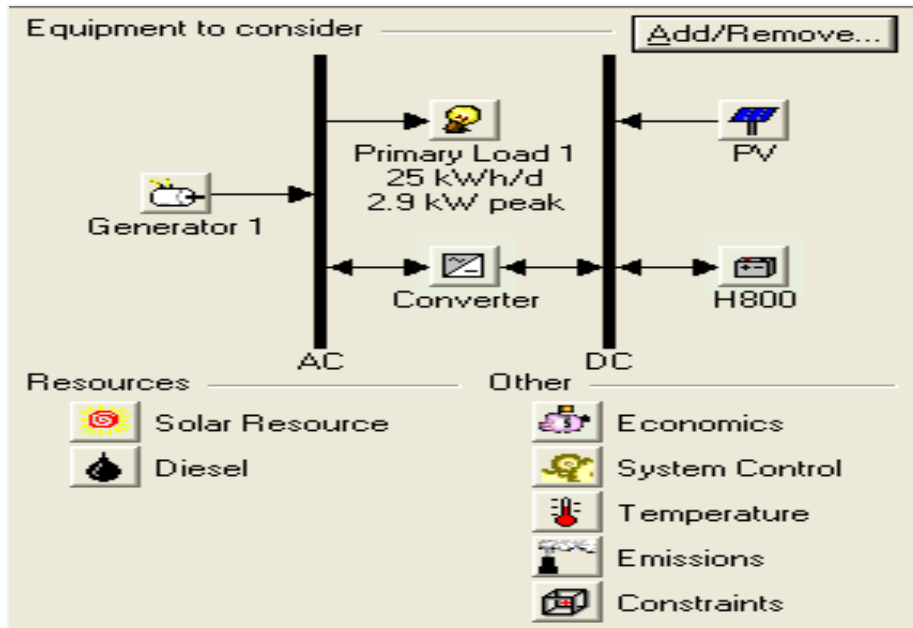 Equipment to consider
Add/Remove...
Primary Load 1
25 kWh/d
2.9 kW peak
PV
Generator 1
Converter
H800
AC
DC
Resources
Other
Solar Resource
Economics
Diesel
System Control
Temperature
Emissions
Constraints